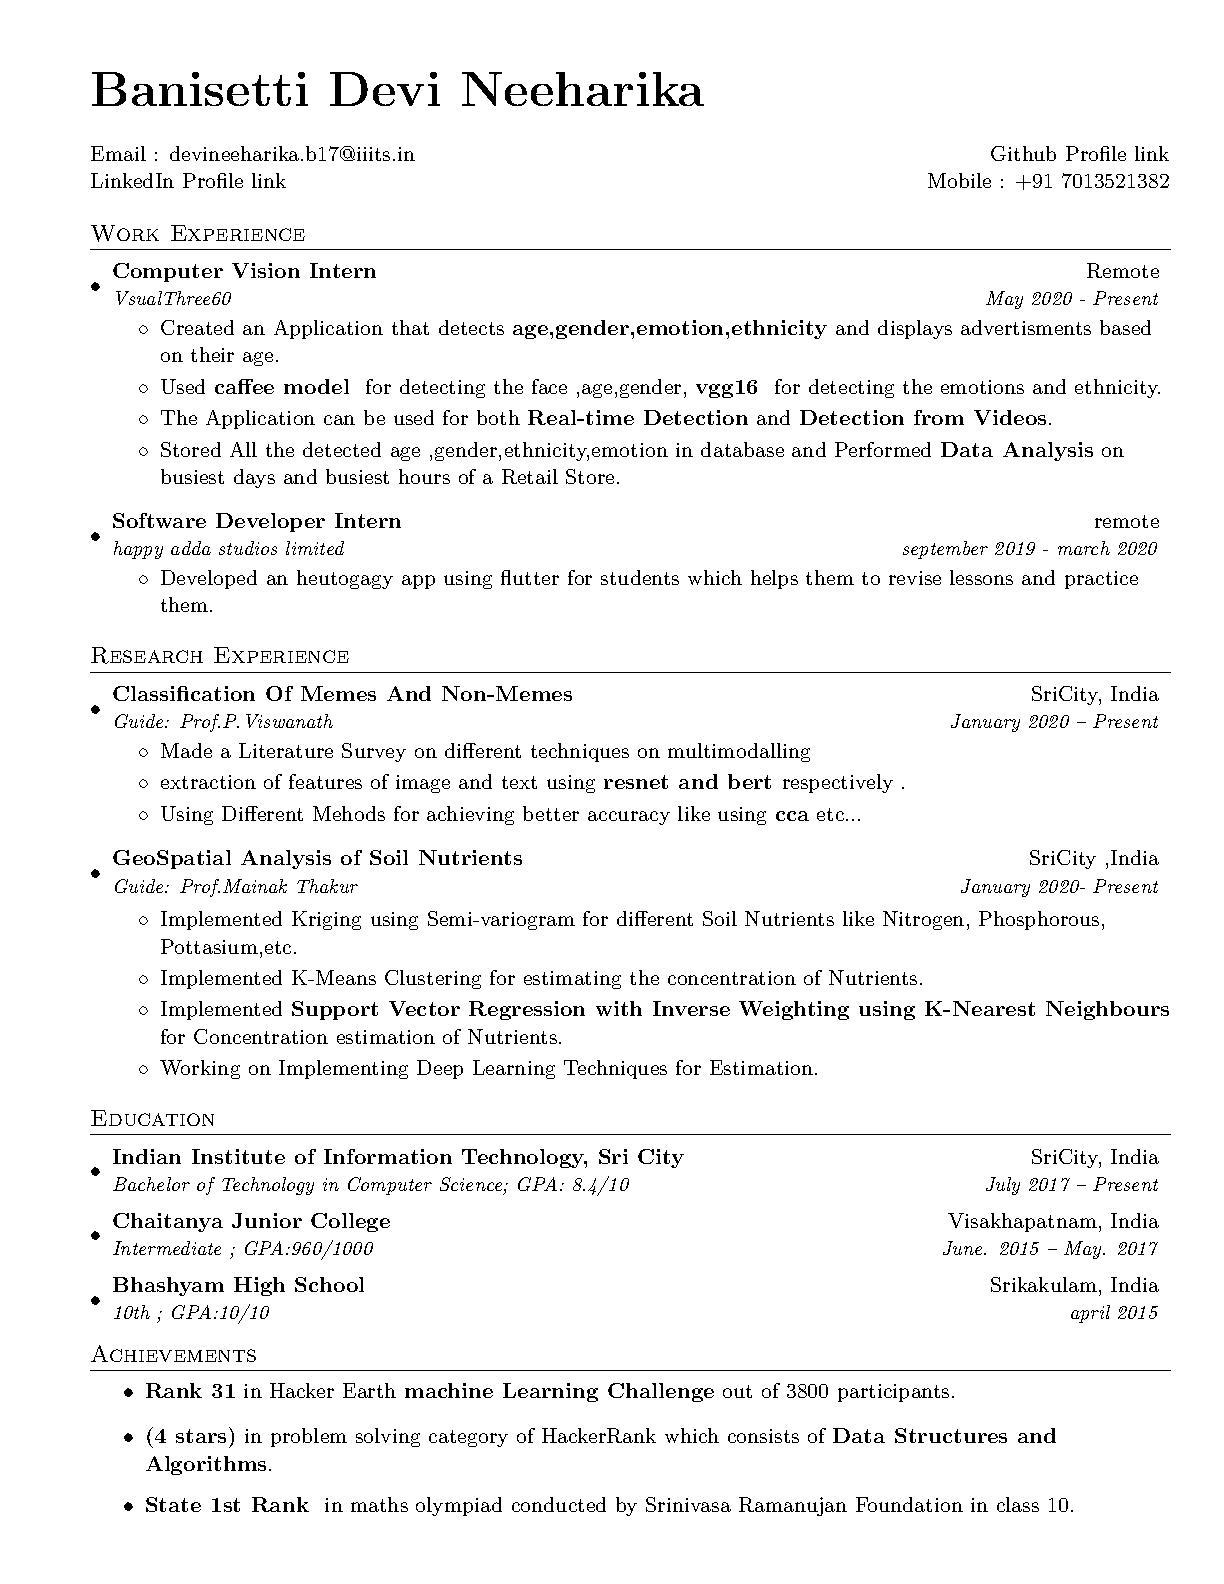 Banisetti Devi Neeharika
Email : devineeharika.b17@iiits.in Github Profile link
LinkedIn Profile link Mobile : +91 7013521382
Work Experience
• Computer Vision Intern Remote
VsualThree60 May 2020 - Present
◦ Created an Application that detects age,gender,emotion,ethnicity and displays advertisments based
on their age.
◦ Used caffee model for detecting the face ,age,gender, vgg16 for detecting the emotions and ethnicity.
◦ The Application can be used for both Real-time Detection and Detection from Videos.
◦ Stored All the detected age ,gender,ethnicity,emotion in database and Performed Data Analysis on
busiest days and busiest hours of a Retail Store.
• Software Developer Intern remote
happy adda studios limited september 2019 - march 2020
◦ Developed an heutogagy app using flutter for students which helps them to revise lessons and practice
them.
Research Experience
• Classification Of Memes And Non-Memes SriCity, India
Guide: Prof.P.Viswanath January 2020 – Present
◦ Made a Literature Survey on different techniques on multimodalling
◦ extraction of features of image and text using resnet and bert respectively .
◦ Using Different Mehods for achieving better accuracy like using cca etc...
• GeoSpatial Analysis of Soil Nutrients SriCity ,India
Guide: Prof.Mainak Thakur January 2020- Present
◦ Implemented Kriging using Semi-variogram for different Soil Nutrients like Nitrogen, Phosphorous,
Pottasium,etc.
◦ Implemented K-Means Clustering for estimating the concentration of Nutrients.
◦ Implemented Support Vector Regression with Inverse Weighting using K-Nearest Neighbours
for Concentration estimation of Nutrients.
◦ Working on Implementing Deep Learning Techniques for Estimation.
Education
• Indian Institute of Information Technology, Sri City SriCity, India
Bachelor of Technology in Computer Science; GPA: 8.4/10 July 2017 – Present
• Chaitanya Junior College Visakhapatnam, India
Intermediate ; GPA:960/1000 June. 2015 – May. 2017
• Bhashyam High School Srikakulam, India
10th ; GPA:10/10 april 2015
Achievements
• Rank 31 in Hacker Earth machine Learning Challenge out of 3800 participants.
• (4 stars) in problem solving category of HackerRank which consists of Data Structures and
Algorithms.
• State 1st Rank in maths olympiad conducted by Srinivasa Ramanujan Foundation in class 10.